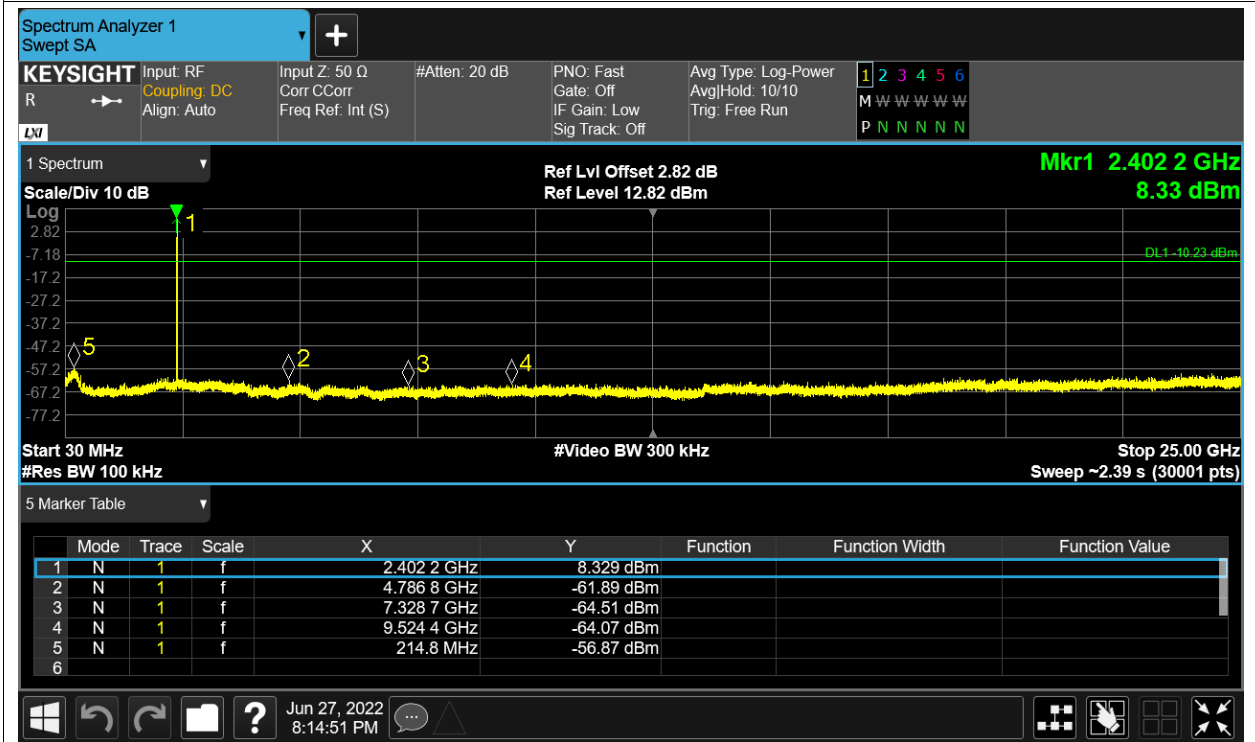 Spectrum Analyzer 1
Swept SA
KEYSIGHT
R
LXI
Input: RF
Coupling: DC
Align: Auto
Input Z: 50 Ω
Corr CCorr
Freq Ref: Int (S)
#Atten: 20 dB
PNO: Fast
Gate: Off
IF Gain: Low
Sig Track: Off
Avg Type: Log-Power
Avg|Hold: 10/10
Trig: Free Run
1 2 3 4 5 6
M W W W W W
P N N N N N
1 Spectrum
Scale/Div 10 dB
Ref Lvl Offset 2.82 dB
Ref Level 12.82 dBm
Mkr1 2.402 2 GHz
8.33 dBm
Log
2.82
-7.18
-17.2
-27.2
-37.2
-47.2
-57.2
-67.2
-77.2
1
DL1 -10.23 dBm
5
2
3
4
Start 30 MHz
#Video BW 300 kHz
Stop 25.00 GHz
#Res BW 100 kHz
Sweep ~2.39 s (30001 pts)
5 Marker Table
Mode Trace Scale X Y Function Function Width Function Value
1 N 1 f 2.402 2 GHz 8.329 dBm
2 N 1 f 4.786 8 GHz -61.89 dBm
3 N 1 f 7.328 7 GHz -64.51 dBm
4 N 1 f 9.524 4 GHz -64.07 dBm
5 N 1 f 214.8 MHz -56.87 dBm
6
?
Jun 27, 2022
8:14:51 PM